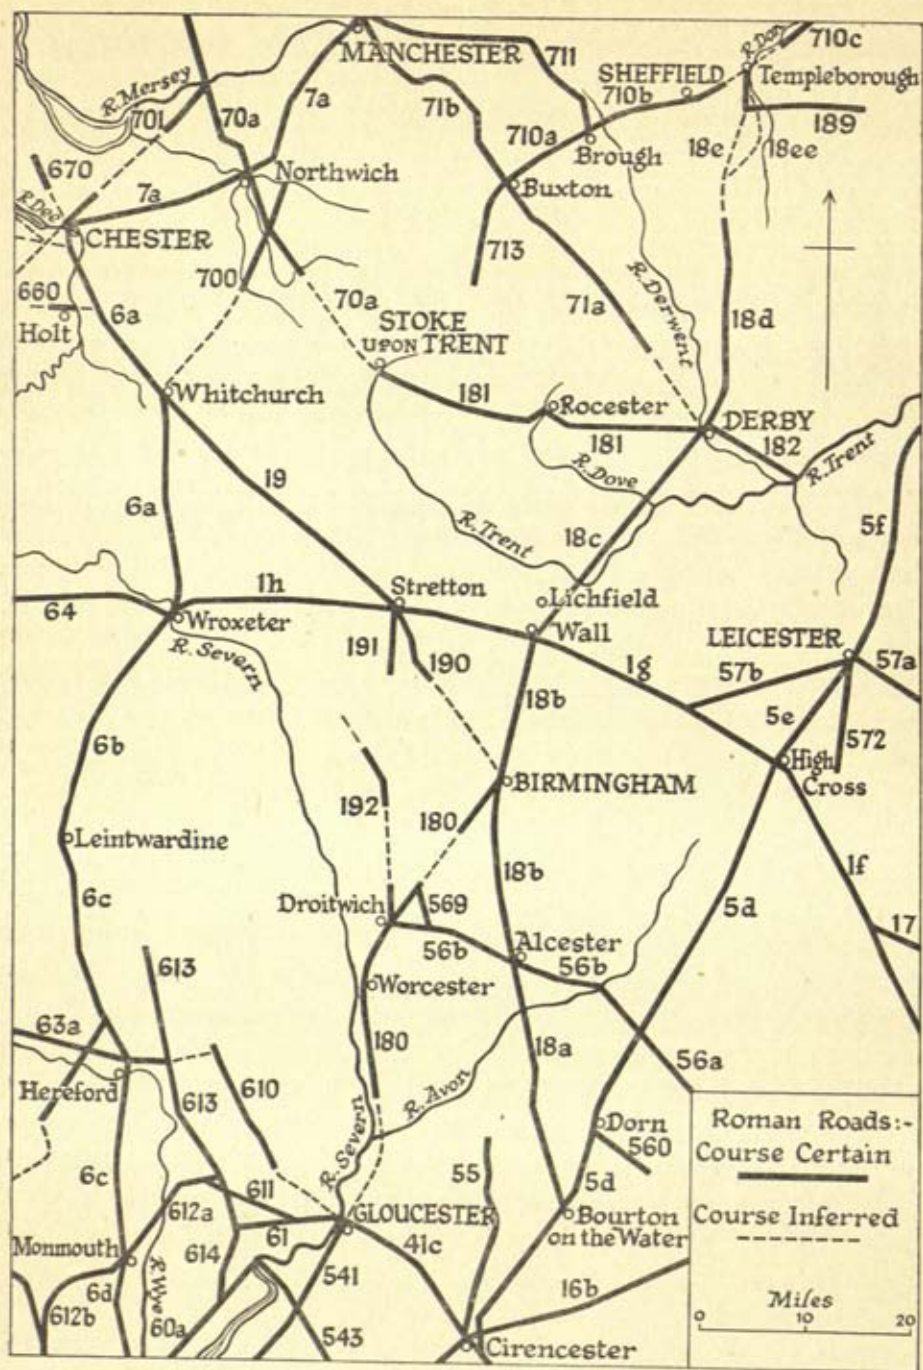 R. Mersey
MANCHESTER
711
R. Don
710c
SHEFFIELD
Templeborough
701
70a
7a
71b
710b
189
710a
18e
18ee
Brough
670
Northwich
Buxton
7a
R. Dee
CHESTER
713
700
70a
R. Derwent
660
Holt
6a
71a
18d
STOKE
UPON TRENT
Whitchurch
181
Rocester
DERBY
181
182
R. Trent
19
R. Dove
6a
R. Trent
18c
5f
1h
Stretton
Lichfield
64
Wroxeter
Wall
LEICESTER
R. Severn
191
190
1g
57b
57a
18b
5e
572
6b
High
Cross
BIRMINGHAM
192
180
Leintwardine
1f
18b
6c
Droitwich
569
5d
17
Alcester
56b
56b
613
Worcester
63a
180
18a
56a
Hereford
610
R. Avon
613
Dorn
560
Roman Roads:-
Course Certain
R. Severn
6c
55
5d
611
612a
GLOUCESTER
Bourton
on the Water
Course Inferred
61
Monmouth
614
41c
541
6d
R. Wye
16b
Miles
612b
60a
543
0 10 20
Cirencester